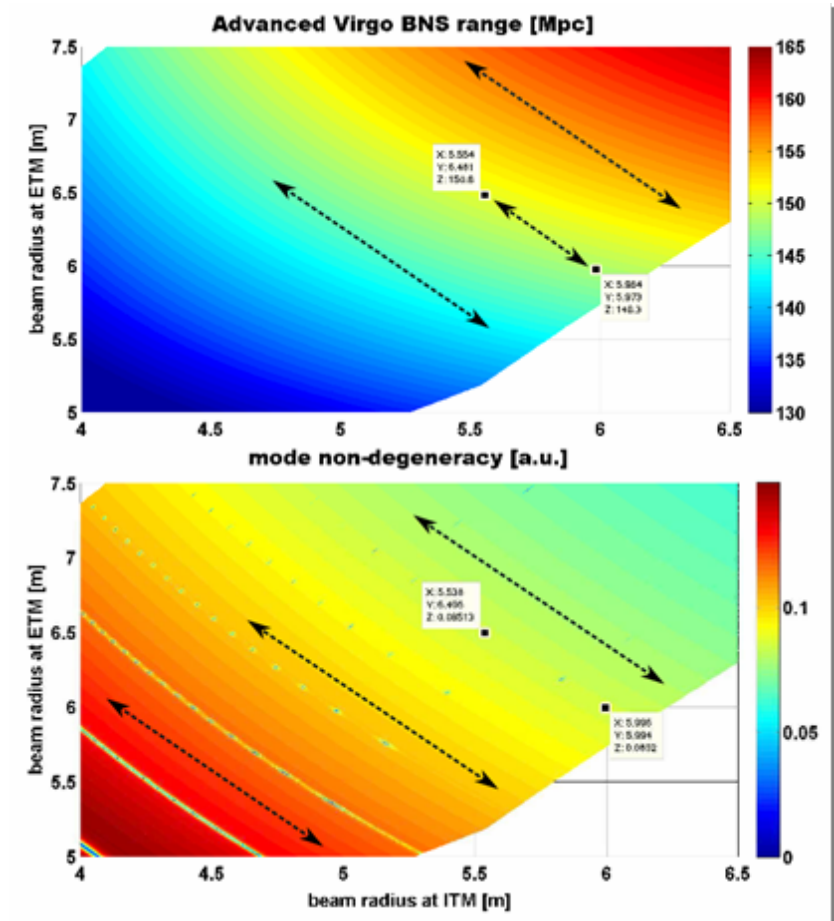 Advanced Virgo BNS range [Mpc]
7.5
7
6.5
6
5.5
5
beam radius at ETM [m]
4
4.5
5
5.5
6
6.5
X: 5.554
Y: 6.481
Z: 150.6
X: 5.984
Y: 5.973
Z: 148.3
165
160
155
150
145
140
135
130
mode non-degeneracy [a.u.]
7.5
7
6.5
6
5.5
5
beam radius at ETM [m]
4
4.5
5
5.5
6
6.5
beam radius at ITM [m]
X: 5.538
Y: 6.495
Z: 0.08513
X: 5.995
Y: 5.994
Z: 0.0832
0.1
0.05
0